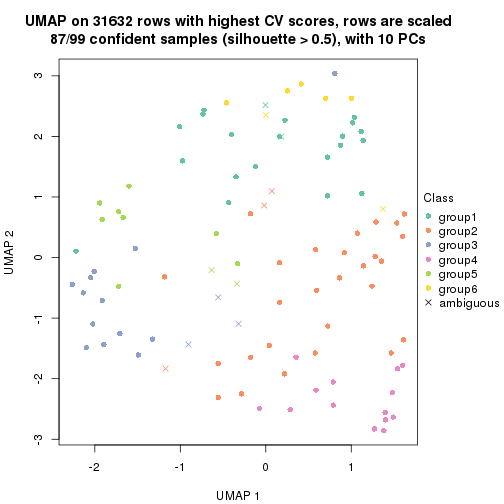 UMAP on 31632 rows with highest CV scores, rows are scaled
87/99 confident samples (silhouette > 0.5), with 10 PCs
3
2
1
0
-1
-2
-3
UMAP 2
-2 -1 0 1
UMAP 1
Class
group1
group2
group3
group4
group5
group6
ambiguous